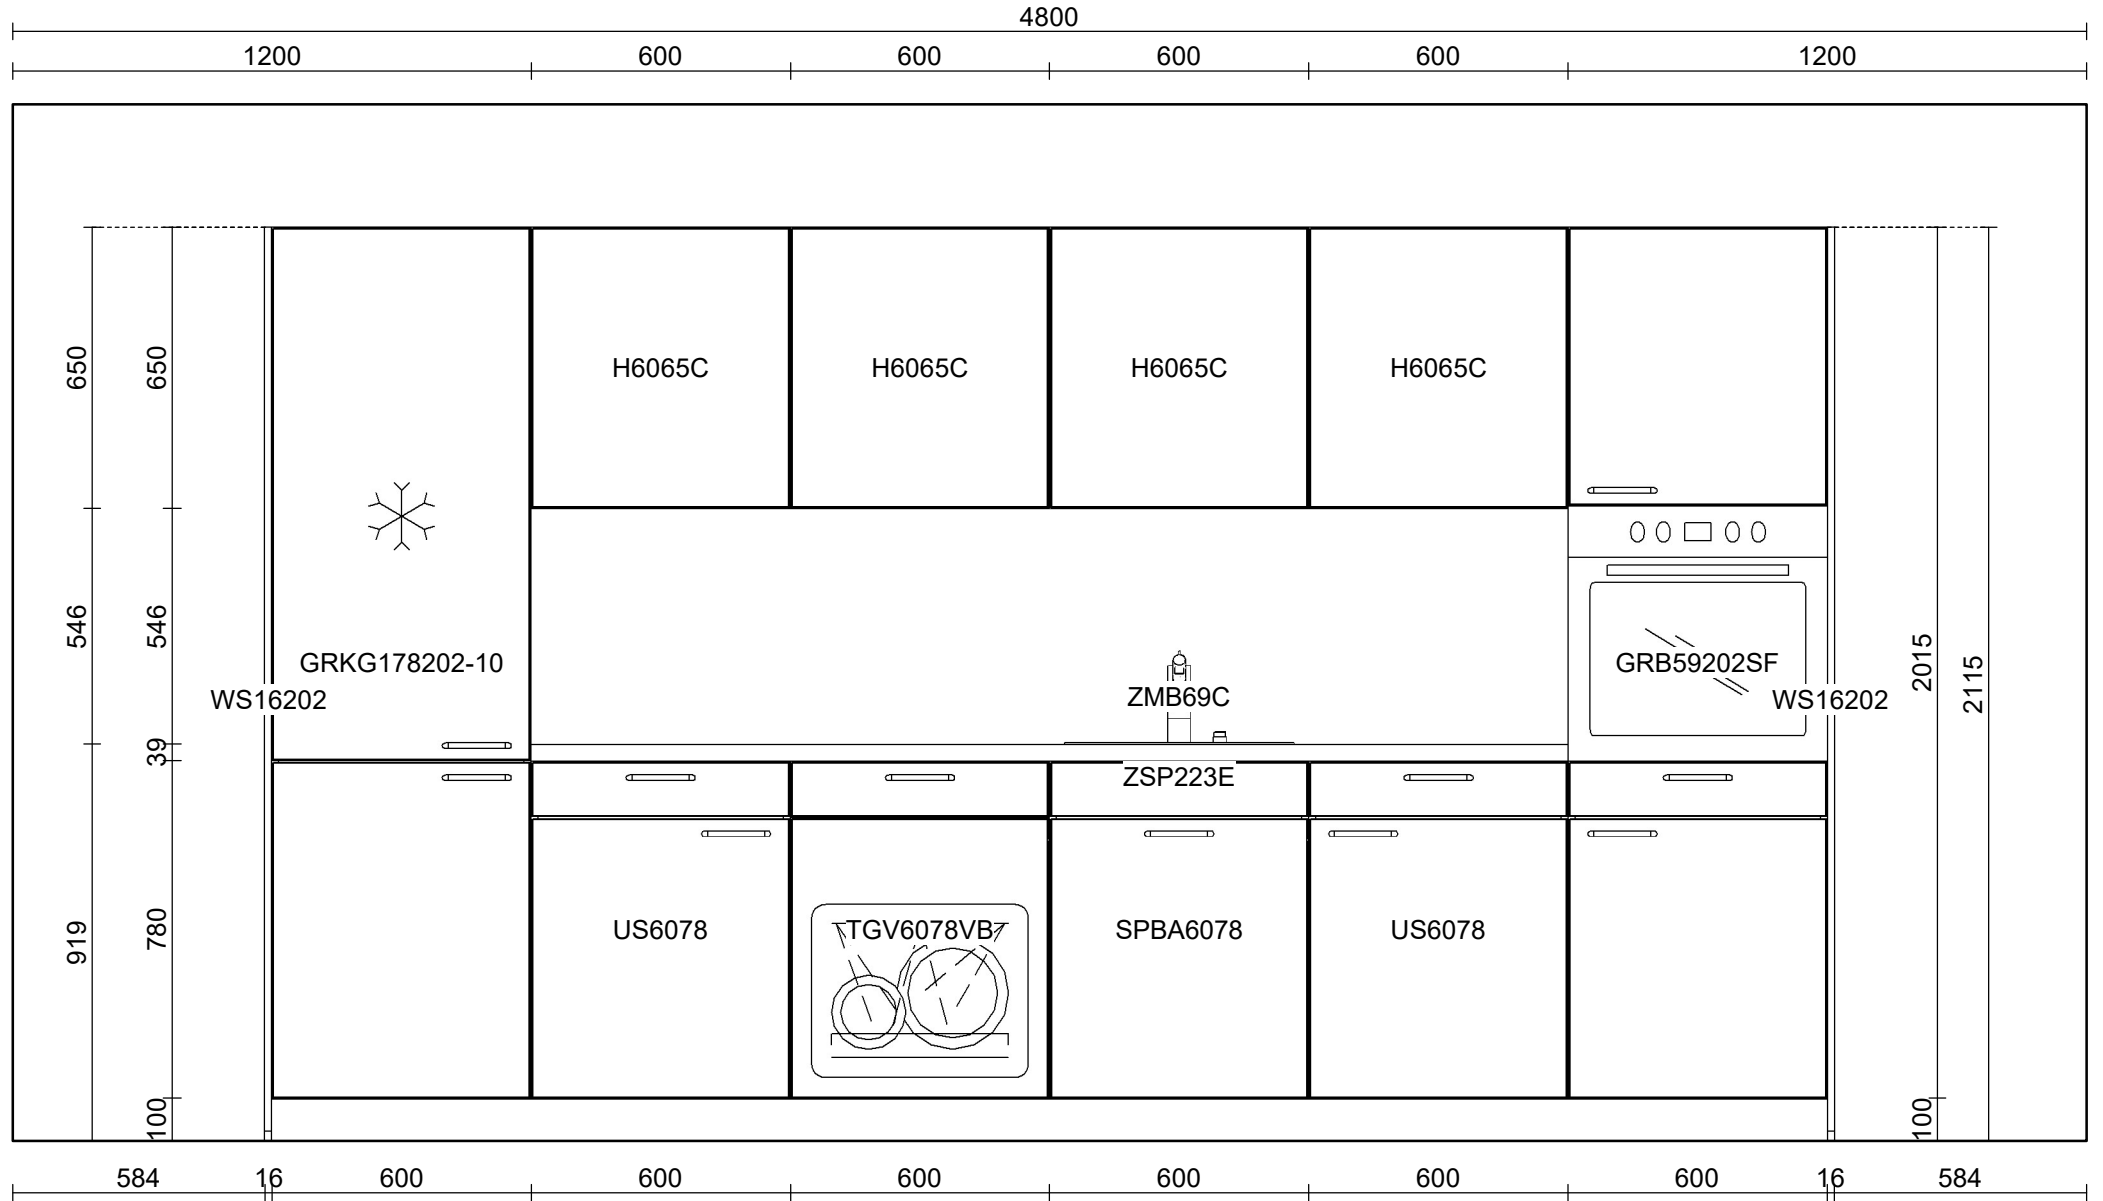 4800
1200 600 600 600 600 1200
H6065C H6065C H6065C H6065C
650 650
546 546
GRKG178202-10 GRB59202SF
WS16202 ZMB69C WS16202
2015 2115
39
ZSP223E
US6078 TGV6078VB SPBA6078 US6078
919 780
100 100
584 16 600 600 600 600 600 600 16 584